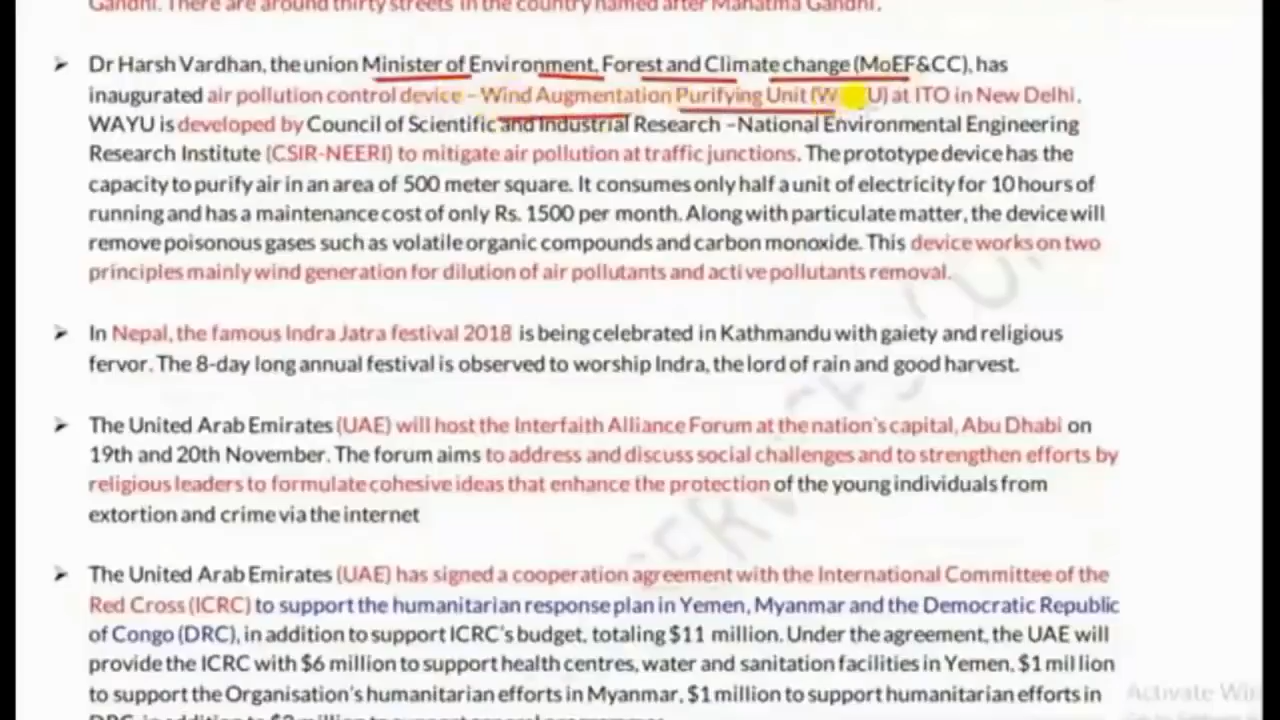 Gandhi. There are around thirty streets in the country named after Mahatma Gandhi.
➤ Dr Harsh Vardhan, the union Minister of Environment, Forest and Climate change (MoEF&CC), has
inaugurated air pollution control device – Wind Augmentation Purifying Unit (W U) at ITO in New Delhi.
WAYU is developed by Council of Scientific and Industrial Research –National Environmental Engineering
Research Institute (CSIR-NEERI) to mitigate air pollution at traffic junctions. The prototype device has the
capacity to purify air in an area of 500 meter square. It consumes only half a unit of electricity for 10 hours of
running and has a maintenance cost of only Rs. 1500 per month. Along with particulate matter, the device will
remove poisonous gases such as volatile organic compounds and carbon monoxide. This device works on two
principles mainly wind generation for dilution of air pollutants and active pollutants removal.
➤ In Nepal, the famous Indra Jatra festival 2018 is being celebrated in Kathmandu with gaiety and religious
fervor. The 8-day long annual festival is observed to worship Indra, the lord of rain and good harvest.
➤ The United Arab Emirates (UAE) will host the Interfaith Alliance Forum at the nation's capital, Abu Dhabi on
19th and 20th November. The forum aims to address and discuss social challenges and to strengthen efforts by
religious leaders to formulate cohesive ideas that enhance the protection of the young individuals from
extortion and crime via the internet
➤ The United Arab Emirates (UAE) has signed a cooperation agreement with the International Committee of the
Red Cross (ICRC) to support the humanitarian response plan in Yemen, Myanmar and the Democratic Republic
of Congo (DRC), in addition to support ICRC's budget, totaling $11 million. Under the agreement, the UAE will
provide the ICRC with $6 million to support health centres, water and sanitation facilities in Yemen, $1 million
to support the Organisation's humanitarian efforts in Myanmar, $1 million to support humanitarian efforts in
Activate Win